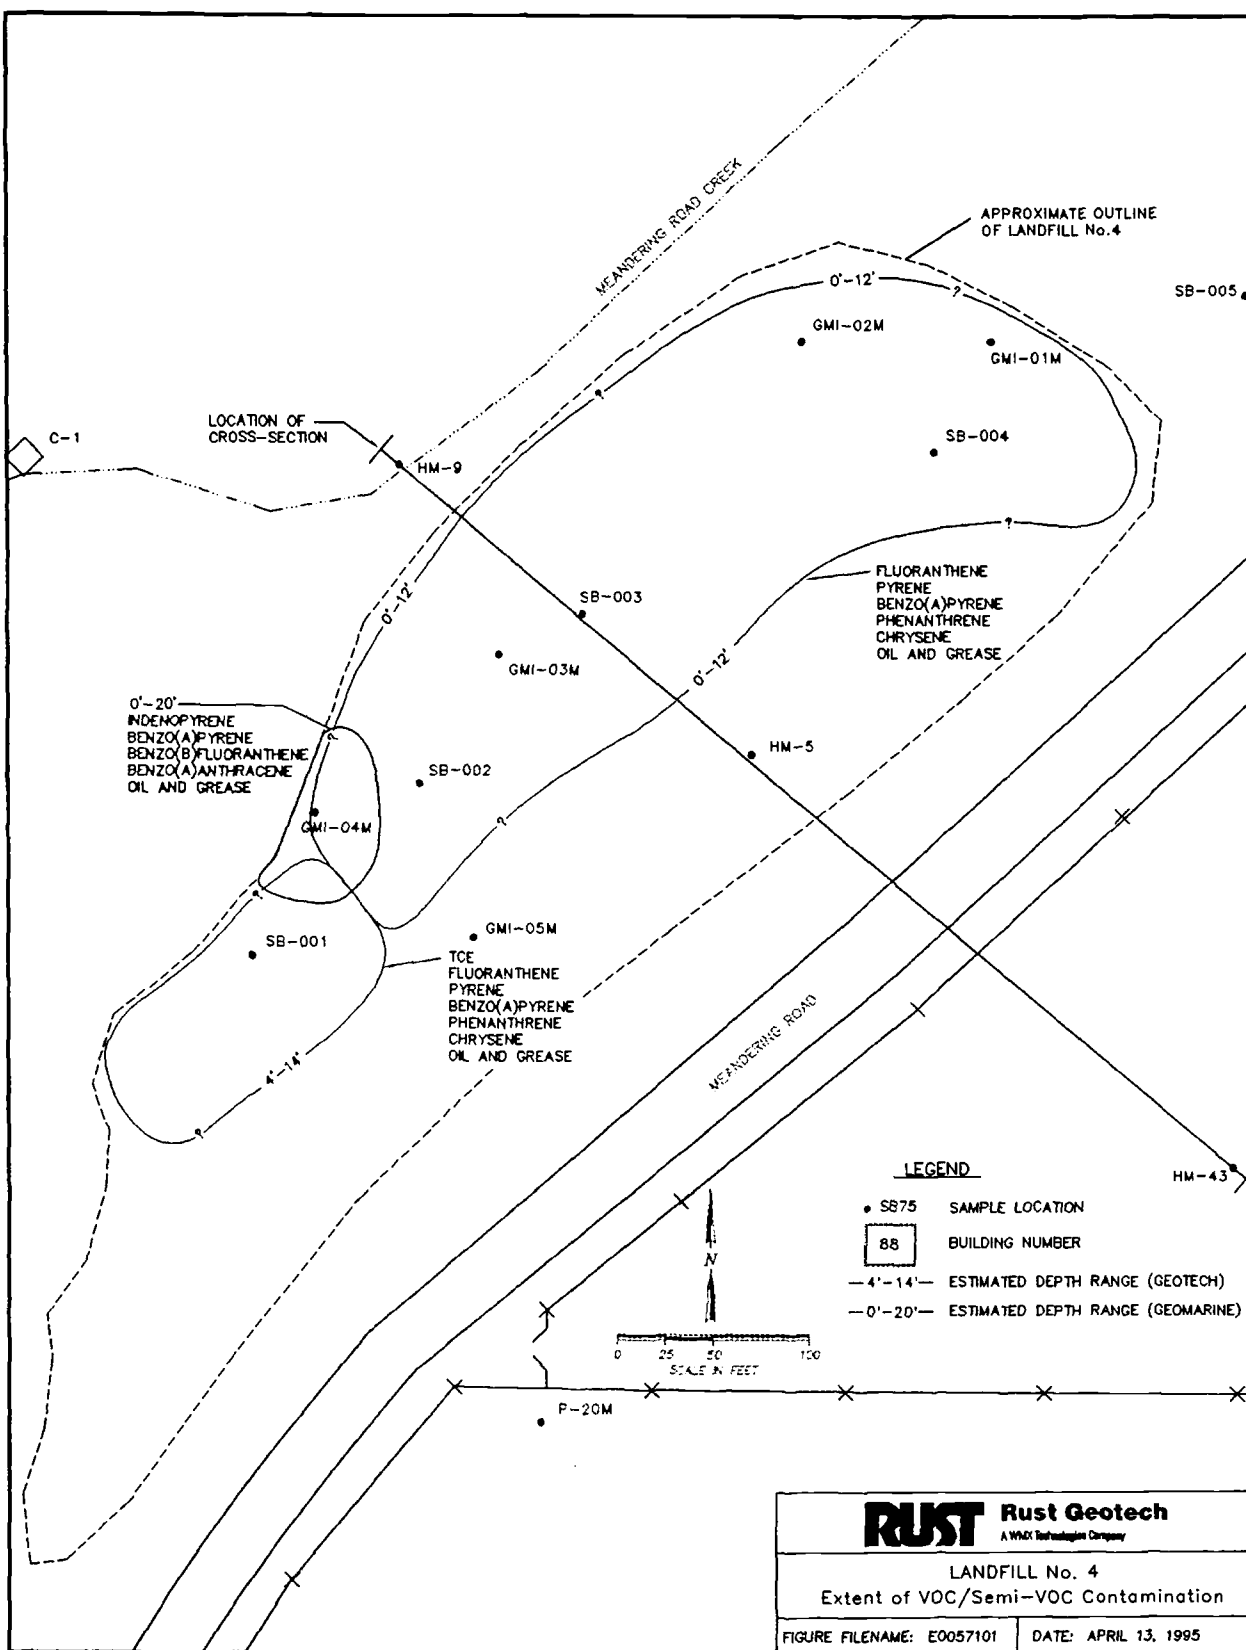 MEANDERING ROAD CREEK
APPROXIMATE OUTLINE
OF LANDFILL No.4
0'-12'
?
SB-005
GMI-02M
GMI-01M
?
LOCATION OF
CROSS-SECTION
C-1
HM-9
SB-004
?
FLUORANTHENE
PYRENE
BENZO(A)PYRENE
PHENANTHRENE
CHRYSENE
OIL AND GREASE
0'-12'
SB-003
GMI-03M
0'-12'
0'-20'
INDENOPYRENE
BENZO(A)PYRENE
BENZO(B)FLUORANTHENE
BENZO(A)ANTHRACENE
OIL AND GREASE
?
HM-5
SB-002
GMI-04M
?
?
SB-001
GMI-05M
TCE
FLUORANTHENE
PYRENE
BENZO(A)PYRENE
PHENANTHRENE
CHRYSENE
OIL AND GREASE
4'-14'
?
MEANDERING ROAD
HM-43
LEGEND
SB75 SAMPLE LOCATION
88 BUILDING NUMBER
4'-14' ESTIMATED DEPTH RANGE (GEOTECH)
0'-20' ESTIMATED DEPTH RANGE (GEOMARINE)
N
0 25 50 100
SCALE IN FEET
P-20M
RUST Rust Geotech
A WMX Technologies Company
LANDFILL No. 4
Extent of VOC/Semi-VOC Contamination
FIGURE FILENAME: E0057101 DATE: APRIL 13, 1995